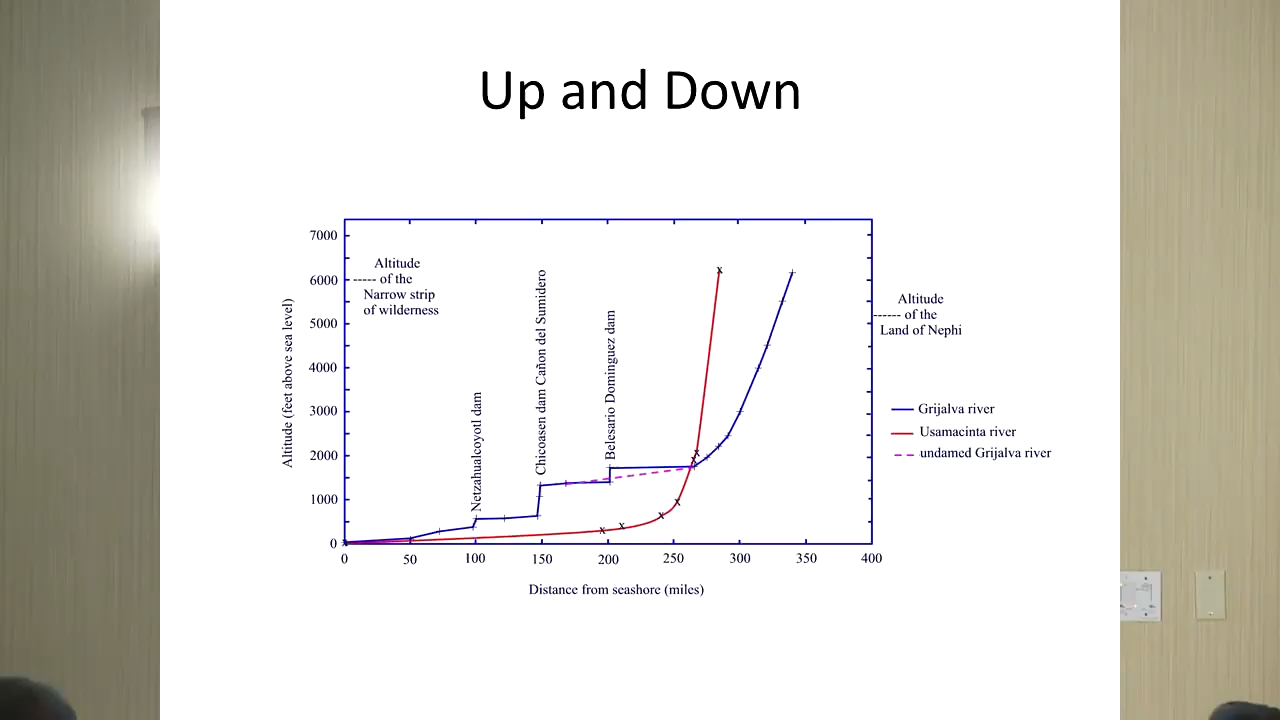 Up and Down
7000
6000
5000
4000
3000
2000
1000
0
Altitude (feet above sea level)
Altitude
----- of the
Narrow strip
of wilderness
Netzahualcoyotl dam
Chicoasen dam Cañon del Sumidero
Belesario Dominguez dam
Altitude
------ of the
Land of Nephi
Grijalva river
Usamacinta river
undamed Grijalva river
0 50 100 150 200 250 300 350 400
Distance from seashore (miles)